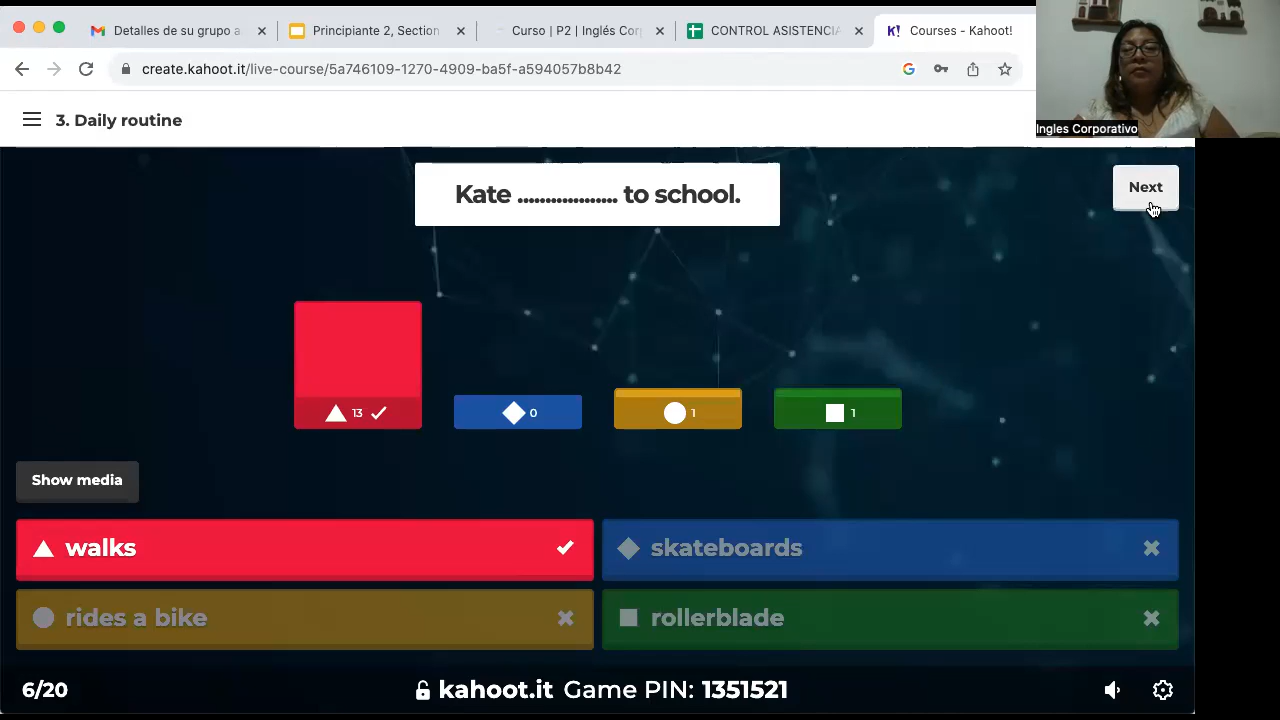 Detalles de su grupo a
Principiante 2, Section
Curso | P2 | Inglés Cor
CONTROL ASISTENCIA
K! Courses - Kahoot!
create.kahoot.it/live-course/5a746109-1270-4909-ba5f-a594057b8b42
Ingles Corporativo
3. Daily routine
Kate .................. to school.
Next
13
0
1
1
Show media
walks
skateboards
rides a bike
rollerblade
6/20
kahoot.it Game PIN: 1351521